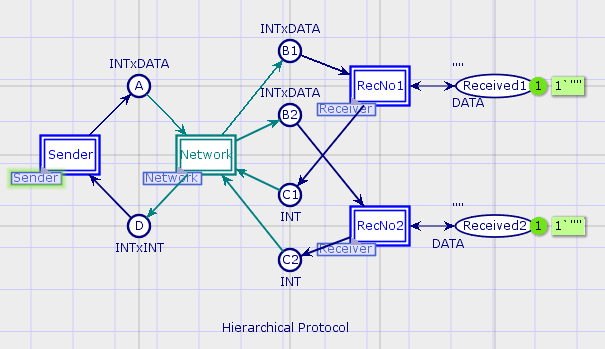 INTxDATA
B1
""
INTxDATA
A
RecNo1
Received1
1
1`""
INTxDATA
DATA
Receiver
B2
Sender
Network
Sender
Network
C1
""
INT
D
RecNo2
Received2
1
1`""
INTxINT
DATA
Receiver
C2
INT
Hierarchical Protocol